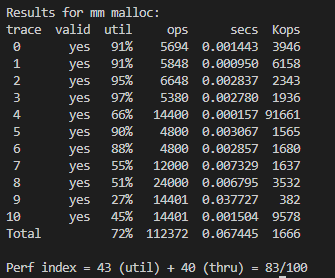 Results for mm malloc:
trace valid util ops secs Kops
0 yes 91% 5694 0.001443 3946
1 yes 91% 5848 0.000950 6158
2 yes 95% 6648 0.002837 2343
3 yes 97% 5380 0.002780 1936
4 yes 66% 14400 0.000157 91661
5 yes 90% 4800 0.003067 1565
6 yes 88% 4800 0.002857 1680
7 yes 55% 12000 0.007329 1637
8 yes 51% 24000 0.006795 3532
9 yes 27% 14401 0.037727 382
10 yes 45% 14401 0.001504 9578
Total 72% 112372 0.067445 1666
Perf index = 43 (util) + 40 (thru) = 83/100